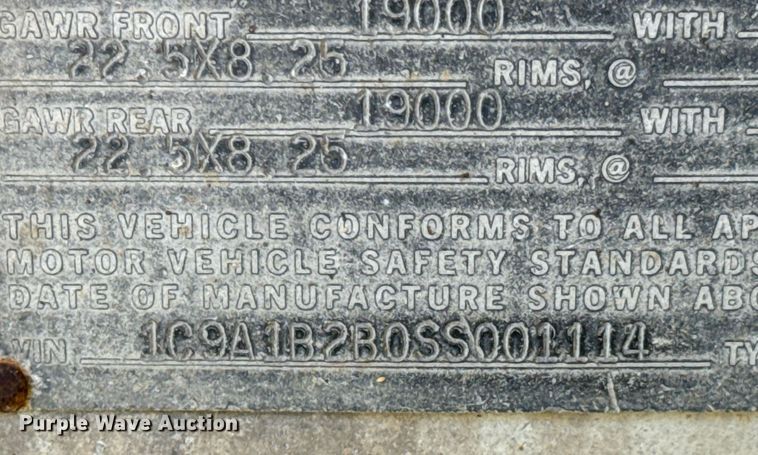 GAWR FRONT 19000 WITH
22.5X8.25 RIMS, @
GAWR REAR 19000 WITH
22.5X8.25 RIMS, @
THIS VEHICLE CONFORMS TO ALL AP
MOTOR VEHICLE SAFETY STANDARDS
DATE OF MANUFACTURE SHOWN ABO
VIN 1C9A1B2B0SS001114 TY
Purple Wave Auction